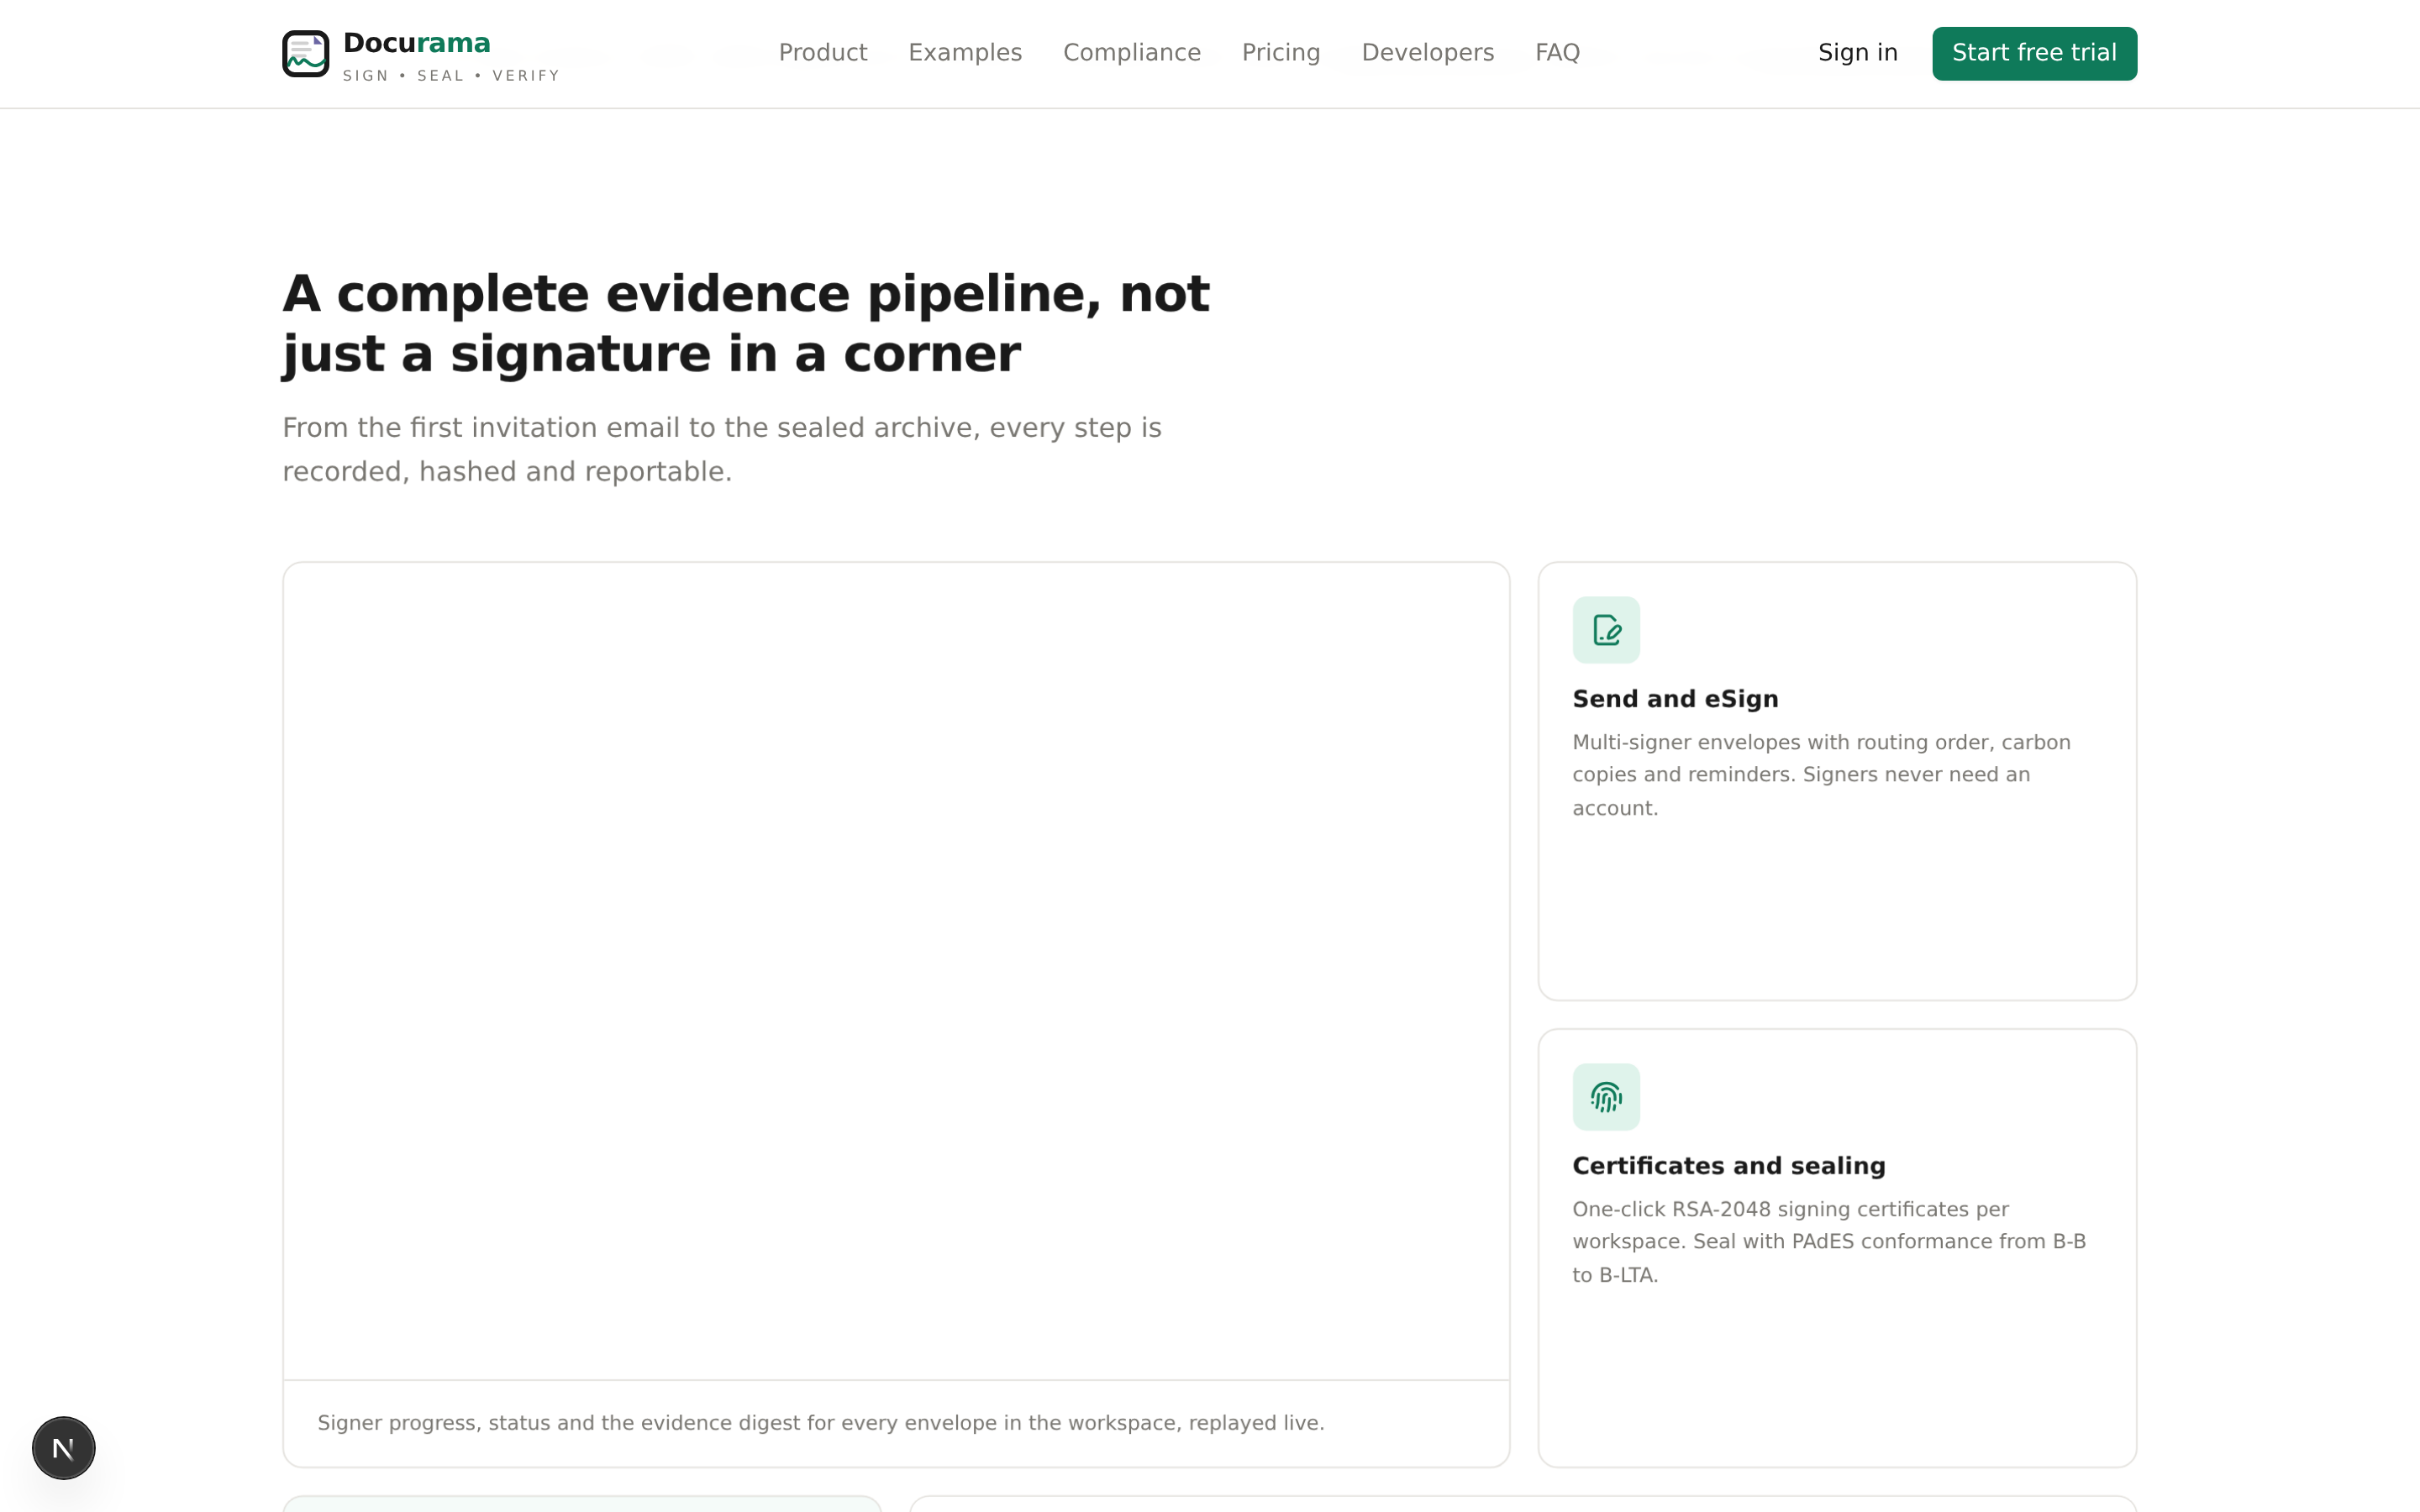 Docurama
SIGN • SEAL • VERIFY
Product Examples Compliance Pricing Developers FAQ
Sign in
Start free trial
A complete evidence pipeline, not
just a signature in a corner
From the first invitation email to the sealed archive, every step is
recorded, hashed and reportable.
Send and eSign
Multi-signer envelopes with routing order, carbon
copies and reminders. Signers never need an
account.
Certificates and sealing
One-click RSA-2048 signing certificates per
workspace. Seal with PAdES conformance from B-B
to B-LTA.
Signer progress, status and the evidence digest for every envelope in the workspace, replayed live.
N